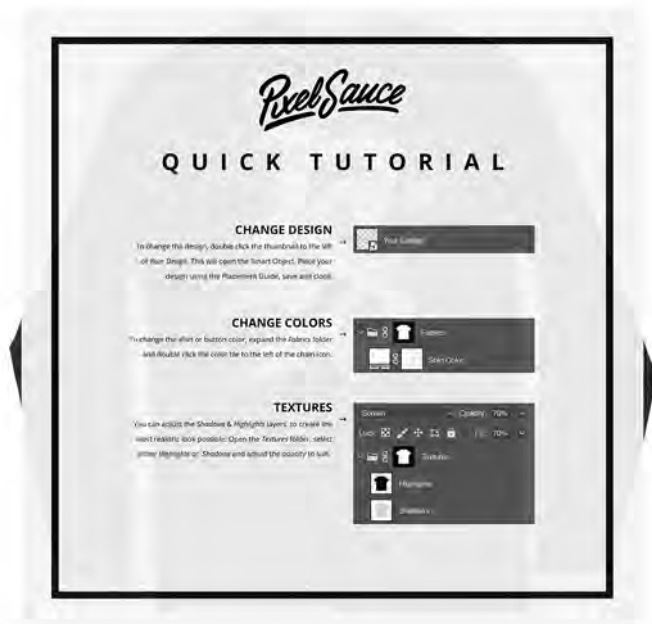 PixelSauce
QUICK TUTORIAL
CHANGE DESIGN
To change the design, double click the thumbnail to the left
of Your Design. This will open the Smart Object. Place your
design using the Placement Guide, save and close.
Your Design
CHANGE COLORS
To change the shirt or button color, expand the Fabrics folder
and double click the color tile to the left of the chain icon.
Fabrics
Solid Color
TEXTURES
You can adjust the Shadows & Highlights layers, to create the
most realistic look possible. Open the Textures folder, select
either Highlights or Shadows and adjust the opacity to suit.
Screen Opacity: 70%
Lock: Fill: 70%
Textures
Highlights
Shadows